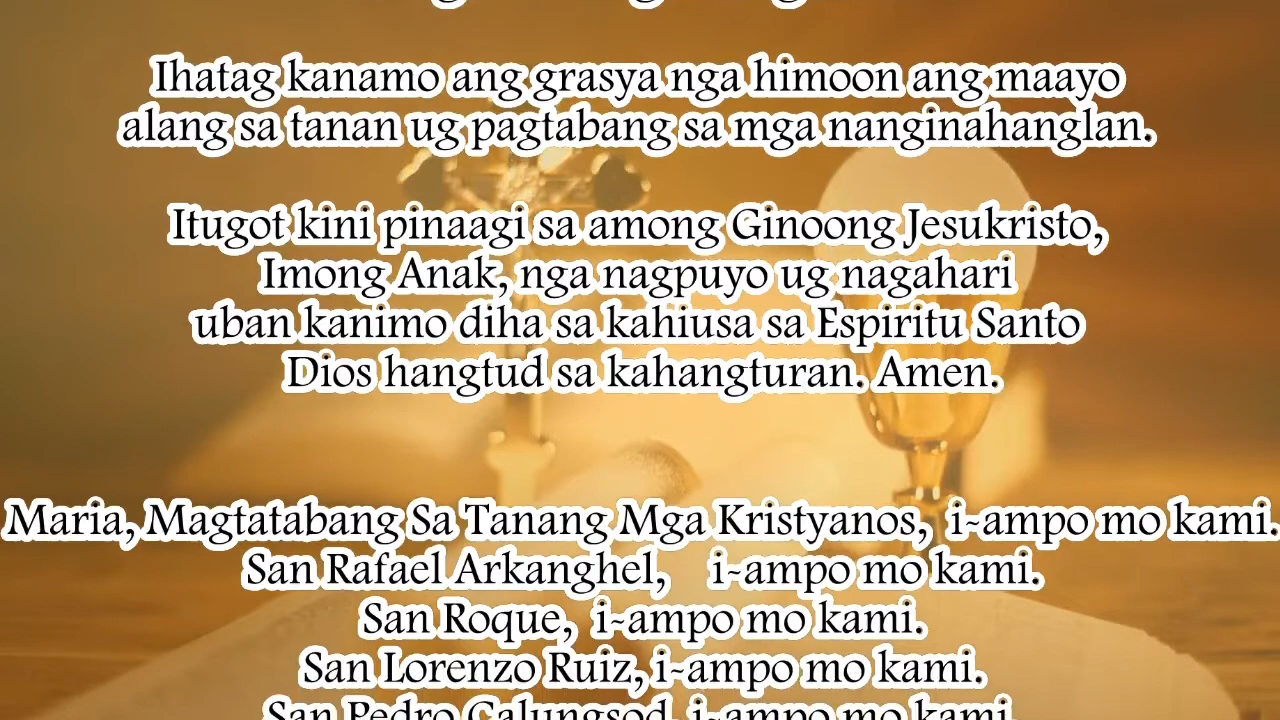 Ihatag kanamo ang grasya nga himoon ang maayo
alang sa tanan ug pagtabang sa mga nanginahanglan.
Itugot kini pinaagi sa among Ginoong Jesukristo,
Imong Anak, nga nagpuyo ug nagahari
uban kanimo diha sa kahiusa sa Espiritu Santo
Dios hangtud sa kahangturan. Amen.
Maria, Magtatabang Sa Tanang Mga Kristyanos, i-ampo mo kami.
San Rafael Arkanghel, i-ampo mo kami.
San Roque, i-ampo mo kami.
San Lorenzo Ruiz, i-ampo mo kami.
San Pedro Calungsod, i-ampo mo kami.